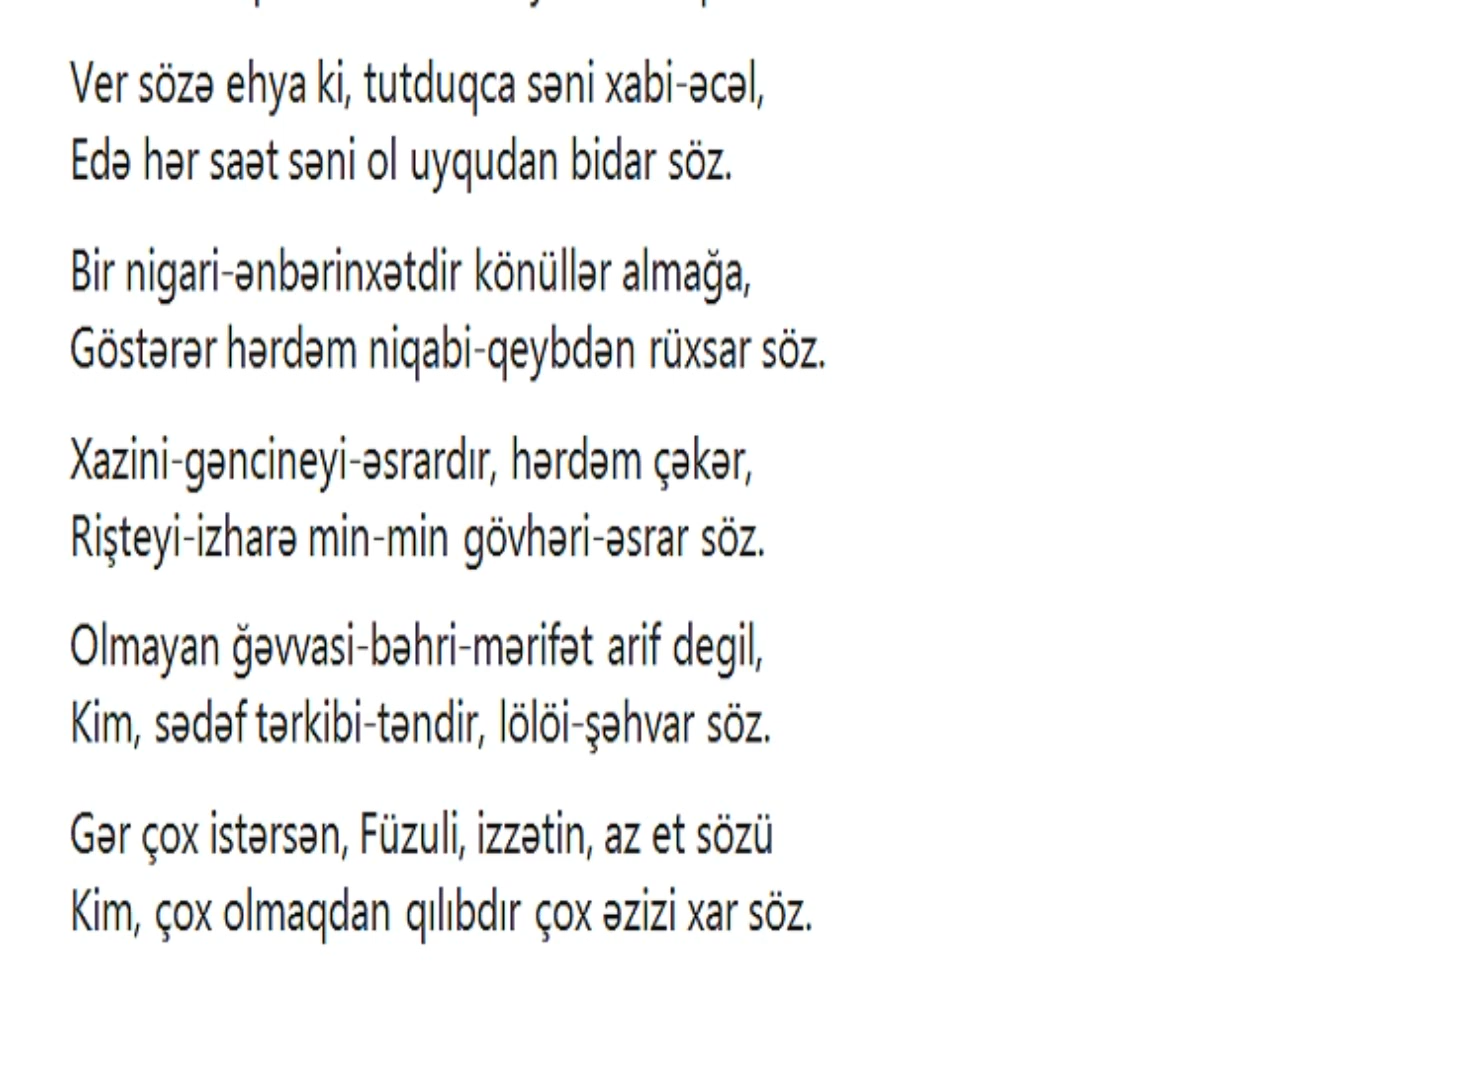 Ver sözə ehya ki, tutduqca səni xabi-əcəl,
Edə hər saət səni ol uyqudan bidar söz.
Bir nigari-ənbərinxətdir könüllər almağa,
Göstərər hərdəm niqabi-qeybdən rüxsar söz.
Xazini-gəncineyi-əsrardır, hərdəm çəkər,
Rişteyi-izharə min-min gövhəri-əsrar söz.
Olmayan ğəvvasi-bəhri-mərifət arif degil,
Kim, sədəf tərkibi-təndir, lölöi-şəhvar söz.
Gər çox istərsən, Füzuli, izzətin, az et sözü
Kim, çox olmaqdan qılıbdır çox əzizi xar söz.